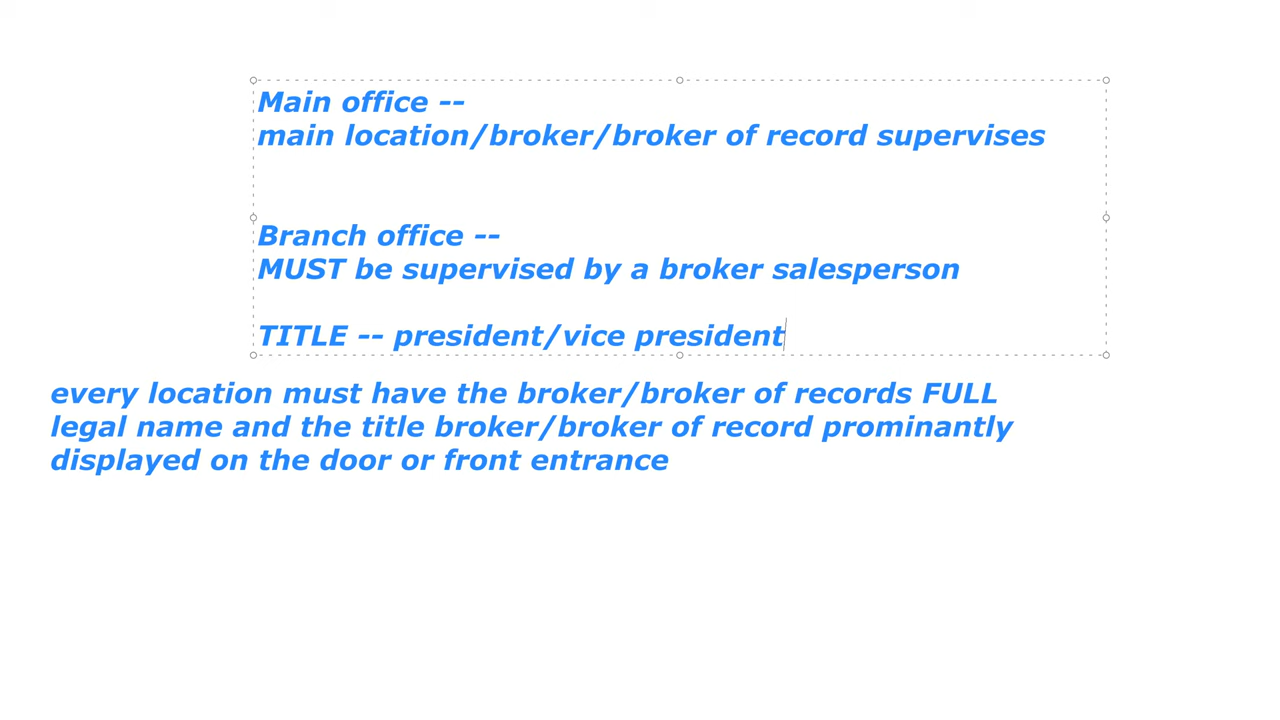 Main office --
main location/broker/broker of record supervises
Branch office --
MUST be supervised by a broker salesperson
TITLE -- president/vice president
every location must have the broker/broker of records FULL
legal name and the title broker/broker of record prominantly
displayed on the door or front entrance